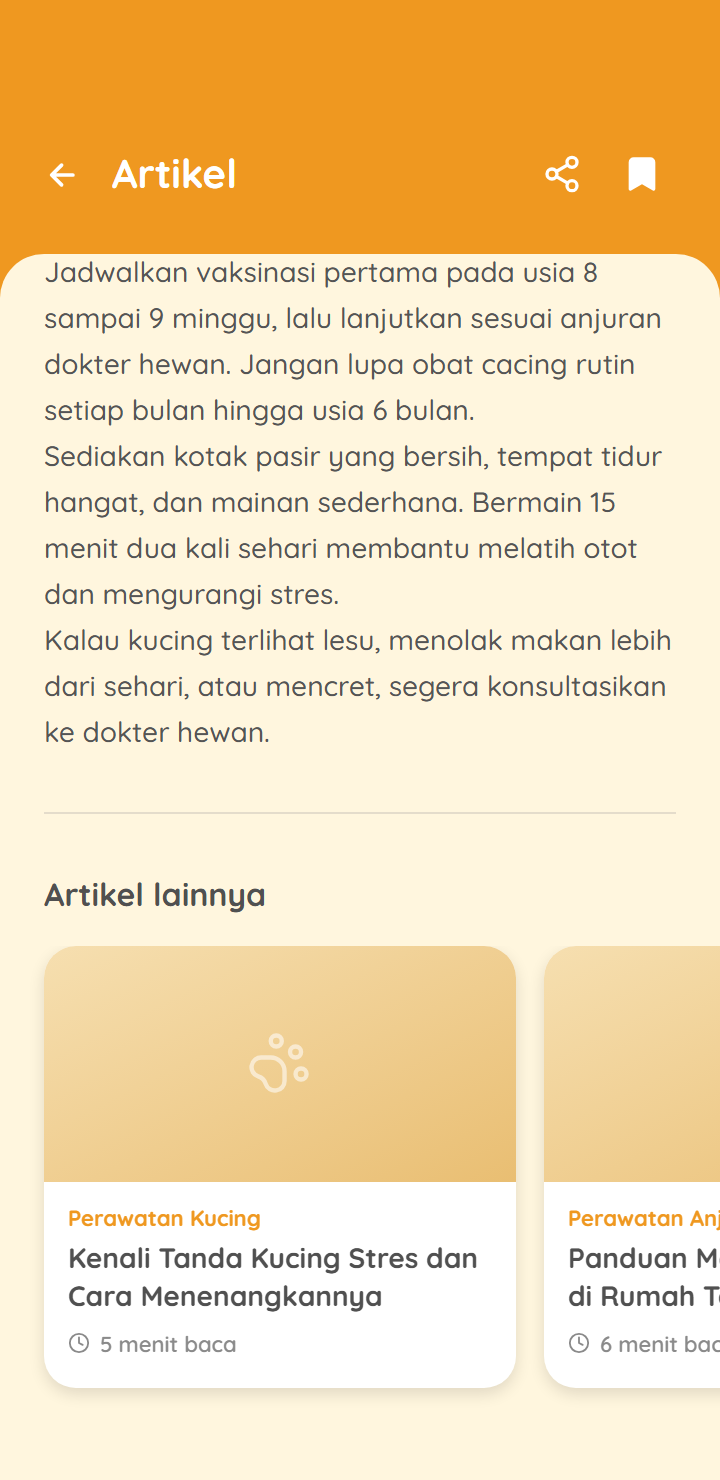 Artikel
Jadwalkan vaksinasi pertama pada usia 8
sampai 9 minggu, lalu lanjutkan sesuai anjuran
dokter hewan. Jangan lupa obat cacing rutin
setiap bulan hingga usia 6 bulan.
Sediakan kotak pasir yang bersih, tempat tidur
hangat, dan mainan sederhana. Bermain 15
menit dua kali sehari membantu melatih otot
dan mengurangi stres.
Kalau kucing terlihat lesu, menolak makan lebih
dari sehari, atau mencret, segera konsultasikan
ke dokter hewan.
Artikel lainnya
Perawatan Kucing
Kenali Tanda Kucing Stres dan
Cara Menenangkannya
5 menit baca
Perawatan
Panduan
di Rumah
6 menit